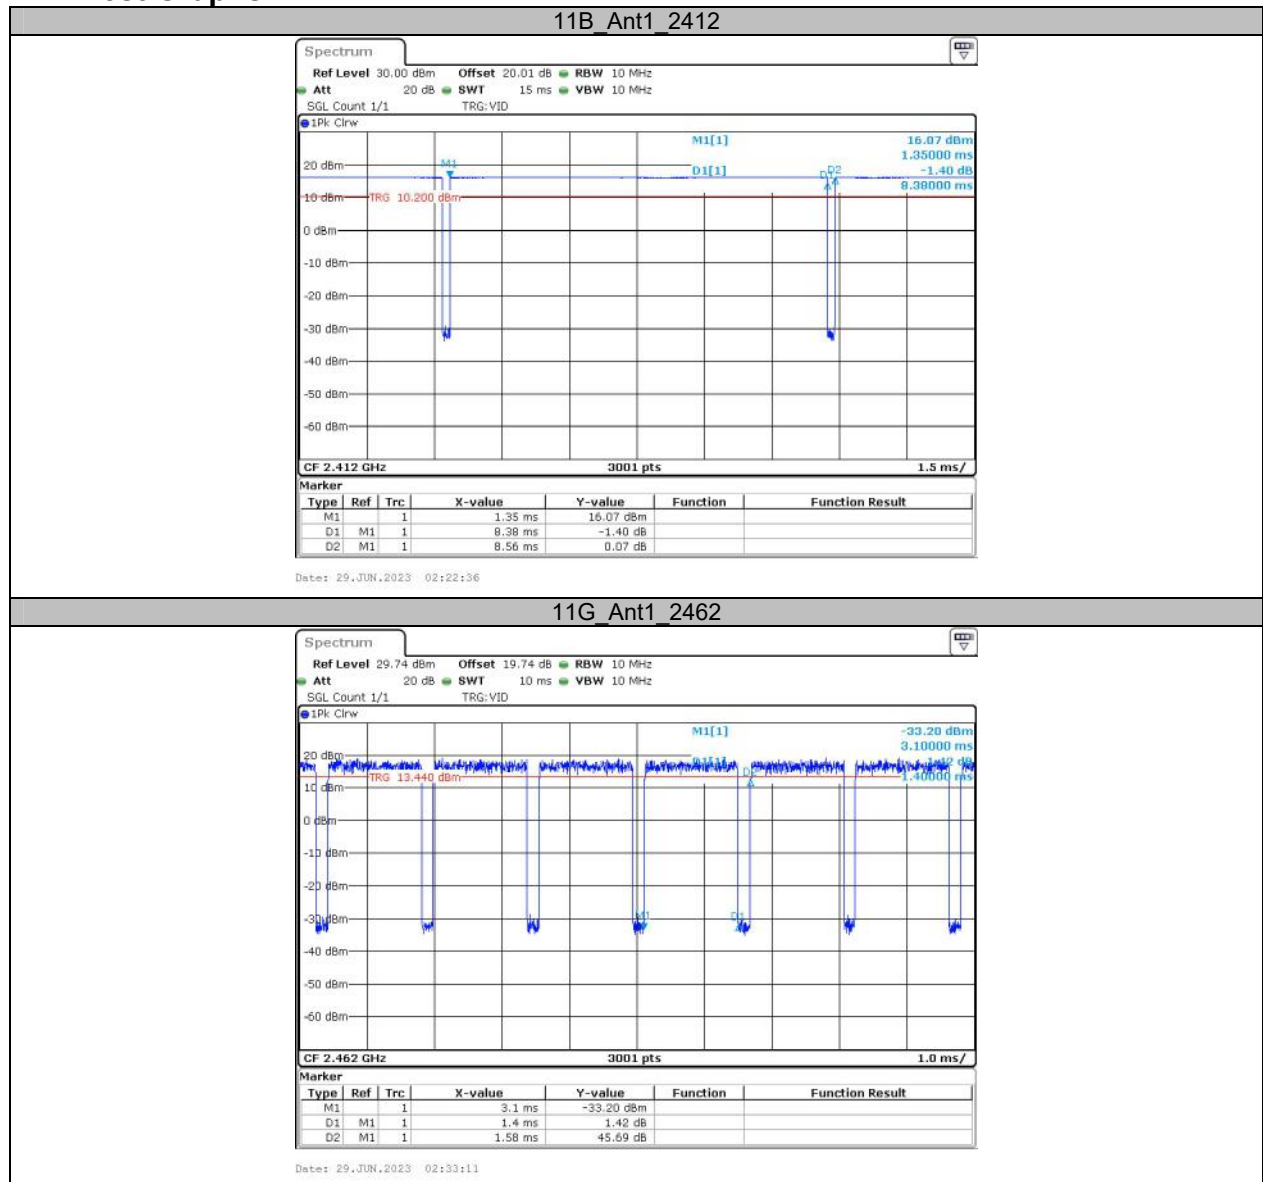 11B_Ant1_2412
Spectrum
Ref Level 30.00 dBm Offset 20.01 dB RBW 10 MHz
Att 20 dB SWT 15 ms VBW 10 MHz
SGL Count 1/1 TRG:VID
1Pk Clrw
M1[1] 16.07 dBm
1.35000 ms
D1[1] -1.40 dB
8.38000 ms
20 dBm
M1
D1 D2
10 dBm
TRG 10.200 dBm
0 dBm
-10 dBm
-20 dBm
-30 dBm
-40 dBm
-50 dBm
-60 dBm
CF 2.412 GHz 3001 pts 1.5 ms/
Marker
Type Ref Trc X-value Y-value Function Function Result
M1 1 1.35 ms 16.07 dBm
D1 M1 1 8.38 ms -1.40 dB
D2 M1 1 8.56 ms 0.07 dB
Date: 29.JUN.2023 02:22:36
11G_Ant1_2462
Spectrum
Ref Level 29.74 dBm Offset 19.74 dB RBW 10 MHz
Att 20 dB SWT 10 ms VBW 10 MHz
SGL Count 1/1 TRG:VID
1Pk Clrw
M1[1] -33.20 dBm
3.10000 ms
20 dBm
D1[1] 1.42 dB
1.40000 ms
D2
TRG 13.440 dBm
10 dBm
0 dBm
-10 dBm
-20 dBm
-30 dBm
M1
D1
-40 dBm
-50 dBm
-60 dBm
CF 2.462 GHz 3001 pts 1.0 ms/
Marker
Type Ref Trc X-value Y-value Function Function Result
M1 1 3.1 ms -33.20 dBm
D1 M1 1 1.4 ms 1.42 dB
D2 M1 1 1.58 ms 45.69 dB
Date: 29.JUN.2023 02:33:11